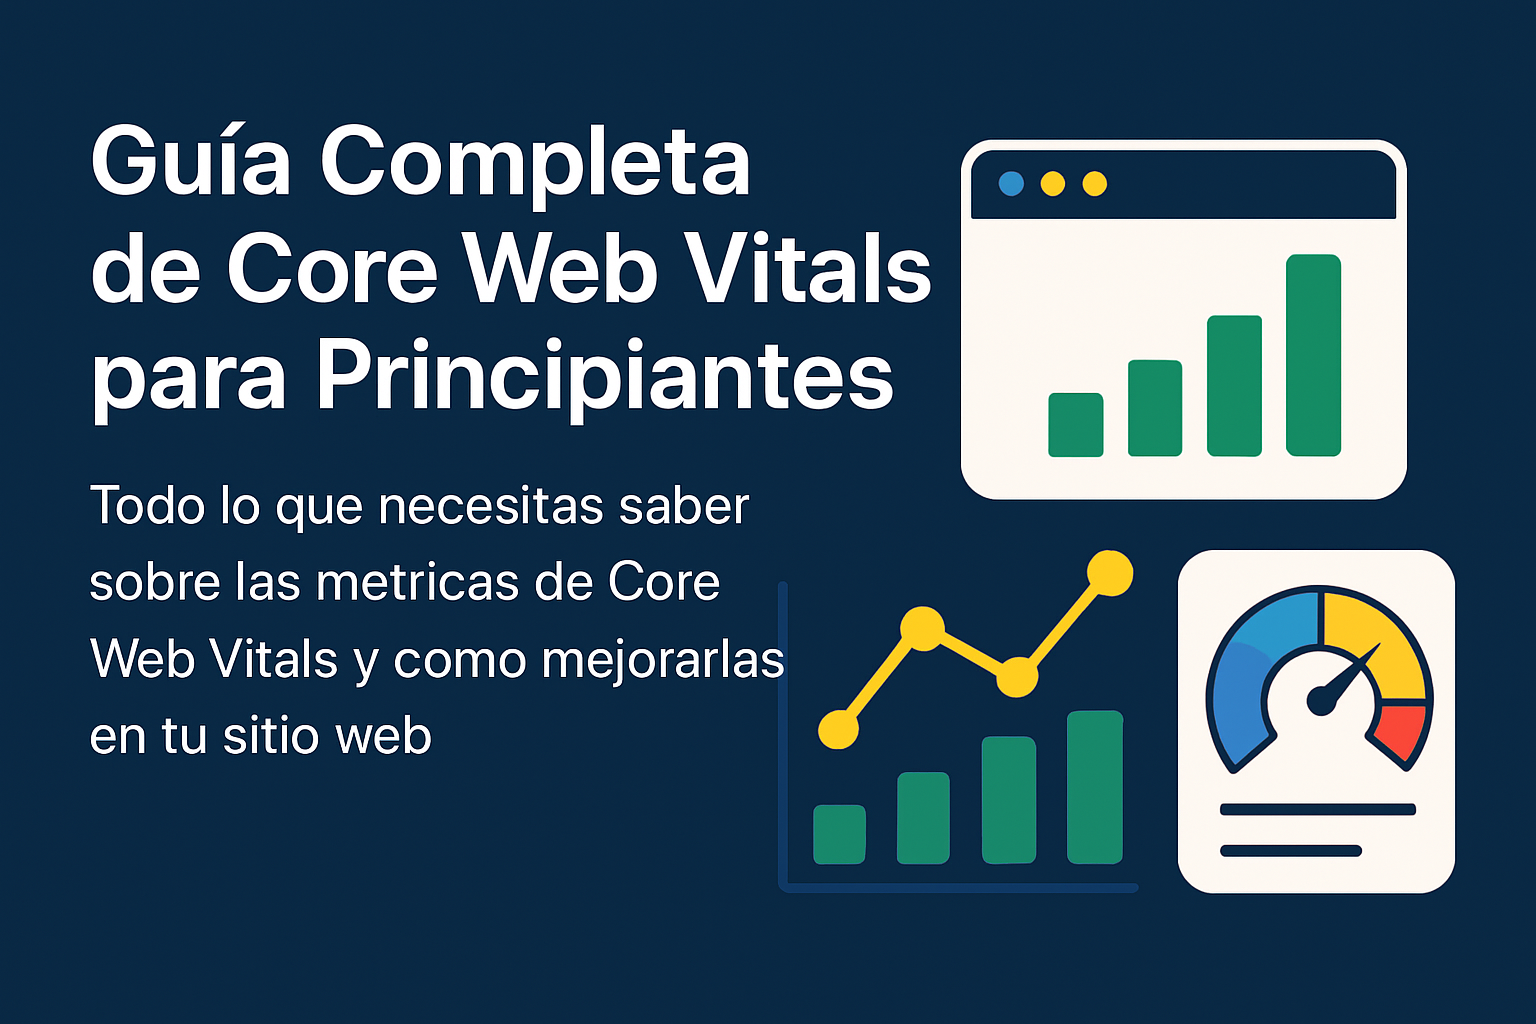 Guía Completa
de Core Web Vitals
para Principiantes
Todo lo que necesitas saber
sobre las metricas de Core
Web Vitals y como mejorarlas
en tu sitio web